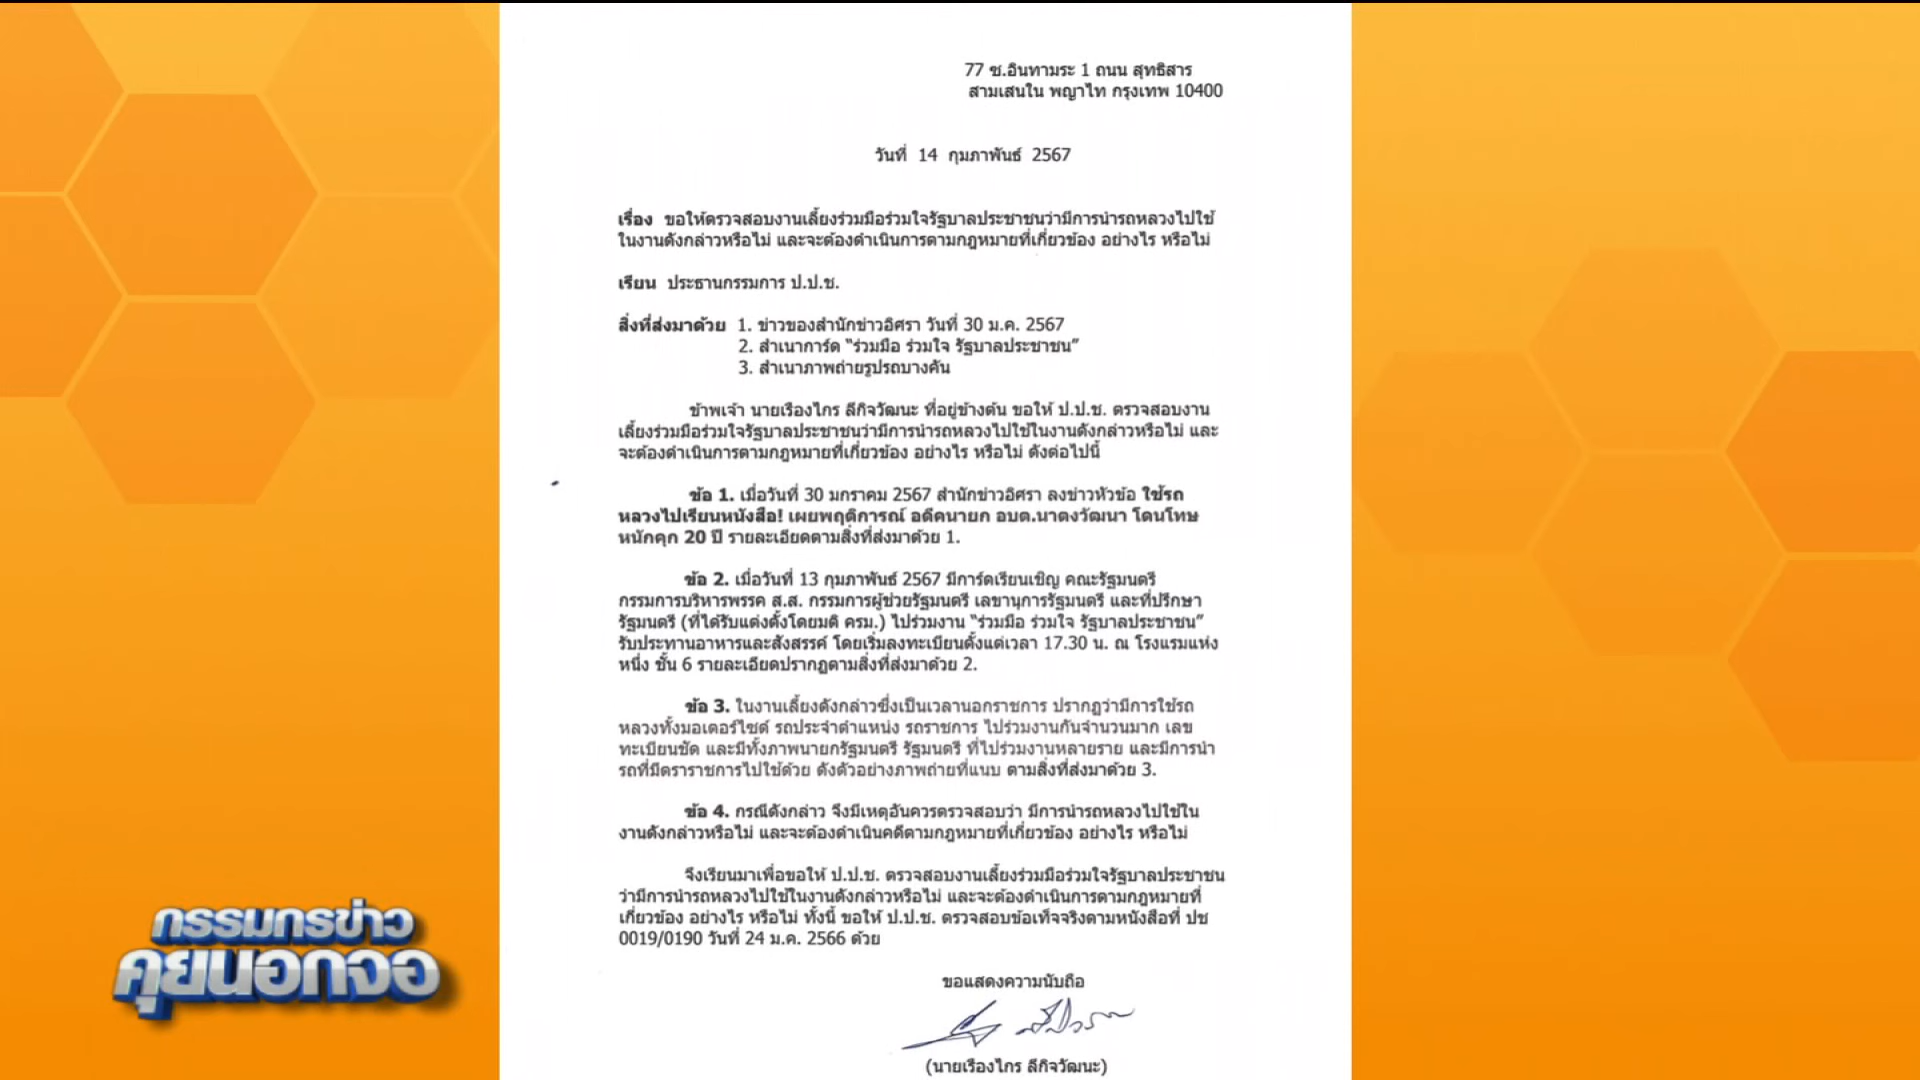 77 ซ.อินทามระ 1 ถนน สุทธิสาร
สามเสนใน พญาไท กรุงเทพ 10400
วันที่ 14 กุมภาพันธ์ 2567
เรื่อง ขอให้ตรวจสอบงานเลี้ยงร่วมมือร่วมใจรัฐบาลประชาชนว่ามีการนำรถหลวงไปใช้
ในงานดังกล่าวหรือไม่ และจะต้องดำเนินการตามกฎหมายที่เกี่ยวข้อง อย่างไร หรือไม่
เรียน ประธานกรรมการ ป.ป.ช.
สิ่งที่ส่งมาด้วย 1. ข่าวของสำนักข่าวอิศรา วันที่ 30 ม.ค. 2567
2. สำเนาการ์ด “ร่วมมือ ร่วมใจ รัฐบาลประชาชน”
3. สำเนาภาพถ่ายรูปรถบางคัน
ข้าพเจ้า นายเรืองไกร ลีกิจวัฒนะ ที่อยู่ข้างต้น ขอให้ ป.ป.ช. ตรวจสอบงาน
เลี้ยงร่วมมือร่วมใจรัฐบาลประชาชนว่ามีการนำรถหลวงไปใช้ในงานดังกล่าวหรือไม่ และ
จะต้องดำเนินการตามกฎหมายที่เกี่ยวข้อง อย่างไร หรือไม่ ดังต่อไปนี้
ข้อ 1. เมื่อวันที่ 30 มกราคม 2567 สำนักข่าวอิศรา ลงข่าวหัวข้อ ใช้รถ
หลวงไปเรียนหนังสือ! เผยพฤติการณ์ อดีตนายก อบต.นาตงวัฒนา โดนโทษ
หนักคุก 20 ปี รายละเอียดตามสิ่งที่ส่งมาด้วย 1.
ข้อ 2. เมื่อวันที่ 13 กุมภาพันธ์ 2567 มีการ์ดเรียนเชิญ คณะรัฐมนตรี
กรรมการบริหารพรรค ส.ส. กรรมการผู้ช่วยรัฐมนตรี เลขานุการรัฐมนตรี และที่ปรึกษา
รัฐมนตรี (ที่ได้รับแต่งตั้งโดยมติ ครม.) ไปร่วมงาน “ร่วมมือ ร่วมใจ รัฐบาลประชาชน”
รับประทานอาหารและสังสรรค์ โดยเริ่มลงทะเบียนตั้งแต่เวลา 17.30 น. ณ โรงแรมแห่ง
หนึ่ง ชั้น 6 รายละเอียดปรากฏตามสิ่งที่ส่งมาด้วย 2.
ข้อ 3. ในงานเลี้ยงดังกล่าวซึ่งเป็นเวลานอกราชการ ปรากฏว่ามีการใช้รถ
หลวงทั้งมอเตอร์ไซด์ รถประจำตำแหน่ง รถราชการ ไปร่วมงานกันจำนวนมาก เลข
ทะเบียนชัด และมีทั้งภาพนายกรัฐมนตรี รัฐมนตรี ที่ไปร่วมงานหลายราย และมีการนำ
รถที่มีตราราชการไปใช้ด้วย ดังตัวอย่างภาพถ่ายที่แนบ ตามสิ่งที่ส่งมาด้วย 3.
ข้อ 4. กรณีดังกล่าว จึงมีเหตุอันควรตรวจสอบว่า มีการนำรถหลวงไปใช้ใน
งานดังกล่าวหรือไม่ และจะต้องดำเนินคดีตามกฎหมายที่เกี่ยวข้อง อย่างไร หรือไม่
จึงเรียนมาเพื่อขอให้ ป.ป.ช. ตรวจสอบงานเลี้ยงร่วมมือร่วมใจรัฐบาลประชาชน
ว่ามีการนำรถหลวงไปใช้ในงานดังกล่าวหรือไม่ และจะต้องดำเนินการตามกฎหมายที่
เกี่ยวข้อง อย่างไร หรือไม่ ทั้งนี้ ขอให้ ป.ป.ช. ตรวจสอบข้อเท็จจริงตามหนังสือที่ ปช
0019/0190 วันที่ 24 ม.ค. 2566 ด้วย
ขอแสดงความนับถือ
(นายเรืองไกร ลีกิจวัฒนะ)
กรรมกรข่าว
คุยนอกจอ